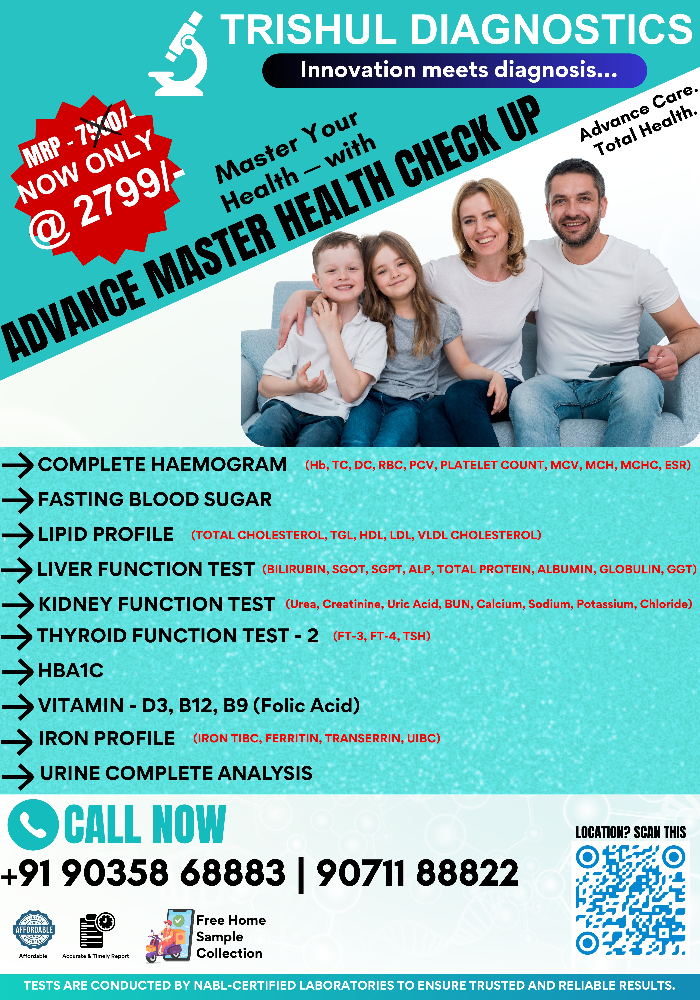 TRISHUL DIAGNOSTICS
Innovation meets diagnosis...
Advance Care.
Total Health.
MRP - 7900/-
NOW ONLY
@ 2799/-
Master Your
Health – with
ADVANCE MASTER HEALTH CHECK UP
COMPLETE HAEMOGRAM (Hb, TC, DC, RBC, PCV, PLATELET COUNT, MCV, MCH, MCHC, ESR)
FASTING BLOOD SUGAR
LIPID PROFILE (TOTAL CHOLESTEROL, TGL, HDL, LDL, VLDL CHOLESTEROL)
LIVER FUNCTION TEST (BILIRUBIN, SGOT, SGPT, ALP, TOTAL PROTEIN, ALBUMIN, GLOBULIN, GGT)
KIDNEY FUNCTION TEST (Urea, Creatinine, Uric Acid, BUN, Calcium, Sodium, Potassium, Chloride)
THYROID FUNCTION TEST - 2 (FT-3, FT-4, TSH)
HBA1C
VITAMIN - D3, B12, B9 (Folic Acid)
IRON PROFILE (IRON TIBC, FERRITIN, TRANSERRIN, UIBC)
URINE COMPLETE ANALYSIS
CALL NOW
+91 90358 68883 | 90711 88822
LOCATION? SCAN THIS
AFFORDABLE
Affordable
Accurate & Timely Report
Free Home
Sample
Collection
TESTS ARE CONDUCTED BY NABL-CERTIFIED LABORATORIES TO ENSURE TRUSTED AND RELIABLE RESULTS.